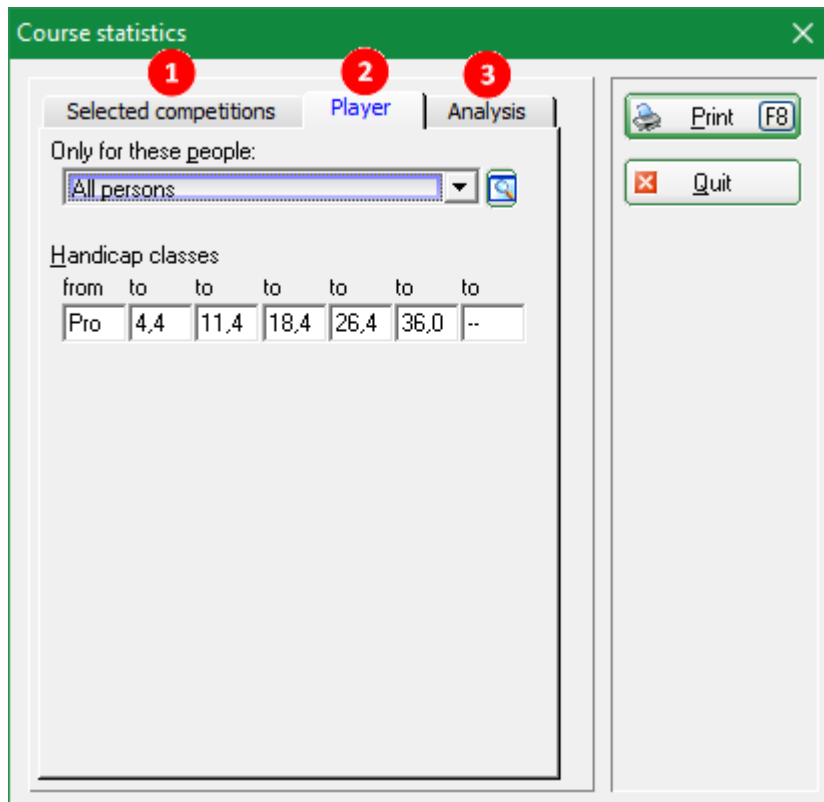 Course statistics
1 2 3
Selected competitions Player Analysis
Only for these people:
All persons
Handicap classes
from to to to to to to
Pro 4,4 11,4 18,4 26,4 36,0 --
Print F8
Quit